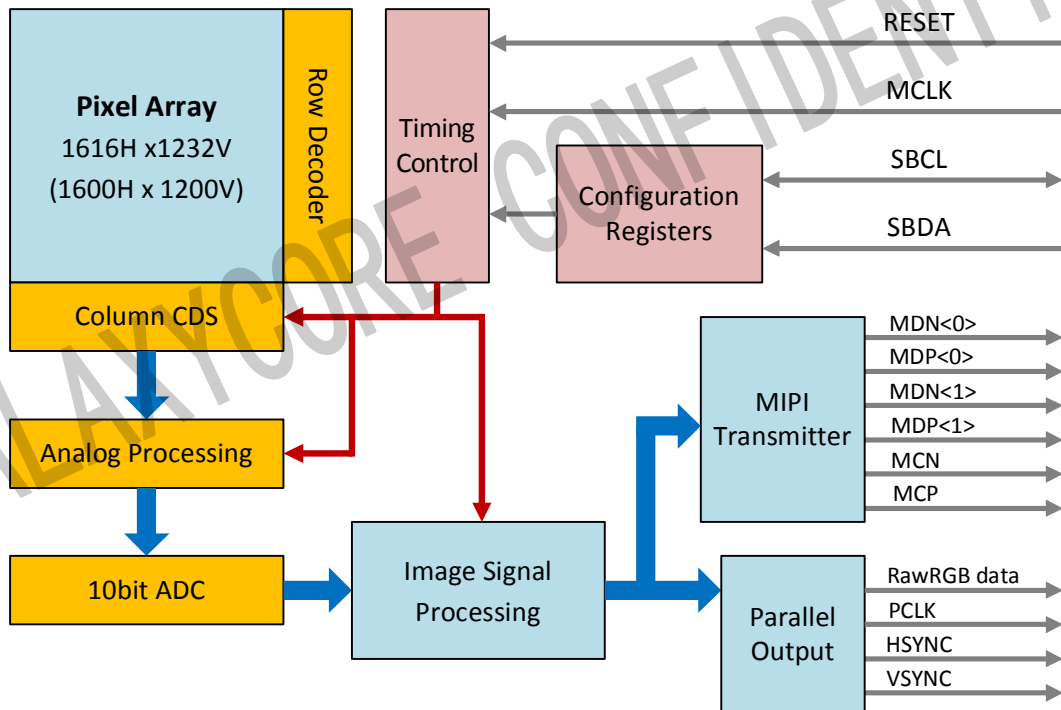 Pixel Array
1616H x1232V
(1600H x 1200V)
Row Decoder
Column CDS
Analog Processing
10bit ADC
Timing
Control
Configuration
Registers
RESET
MCLK
SBCL
SBDA
Image Signal
Processing
MIPI
Transmitter
MDN<0>
MDP<0>
MDN<1>
MDP<1>
MCN
MCP
Parallel
Output
RawRGB data
PCLK
HSYNC
VSYNC
ALAXYCORE CONFIDENT